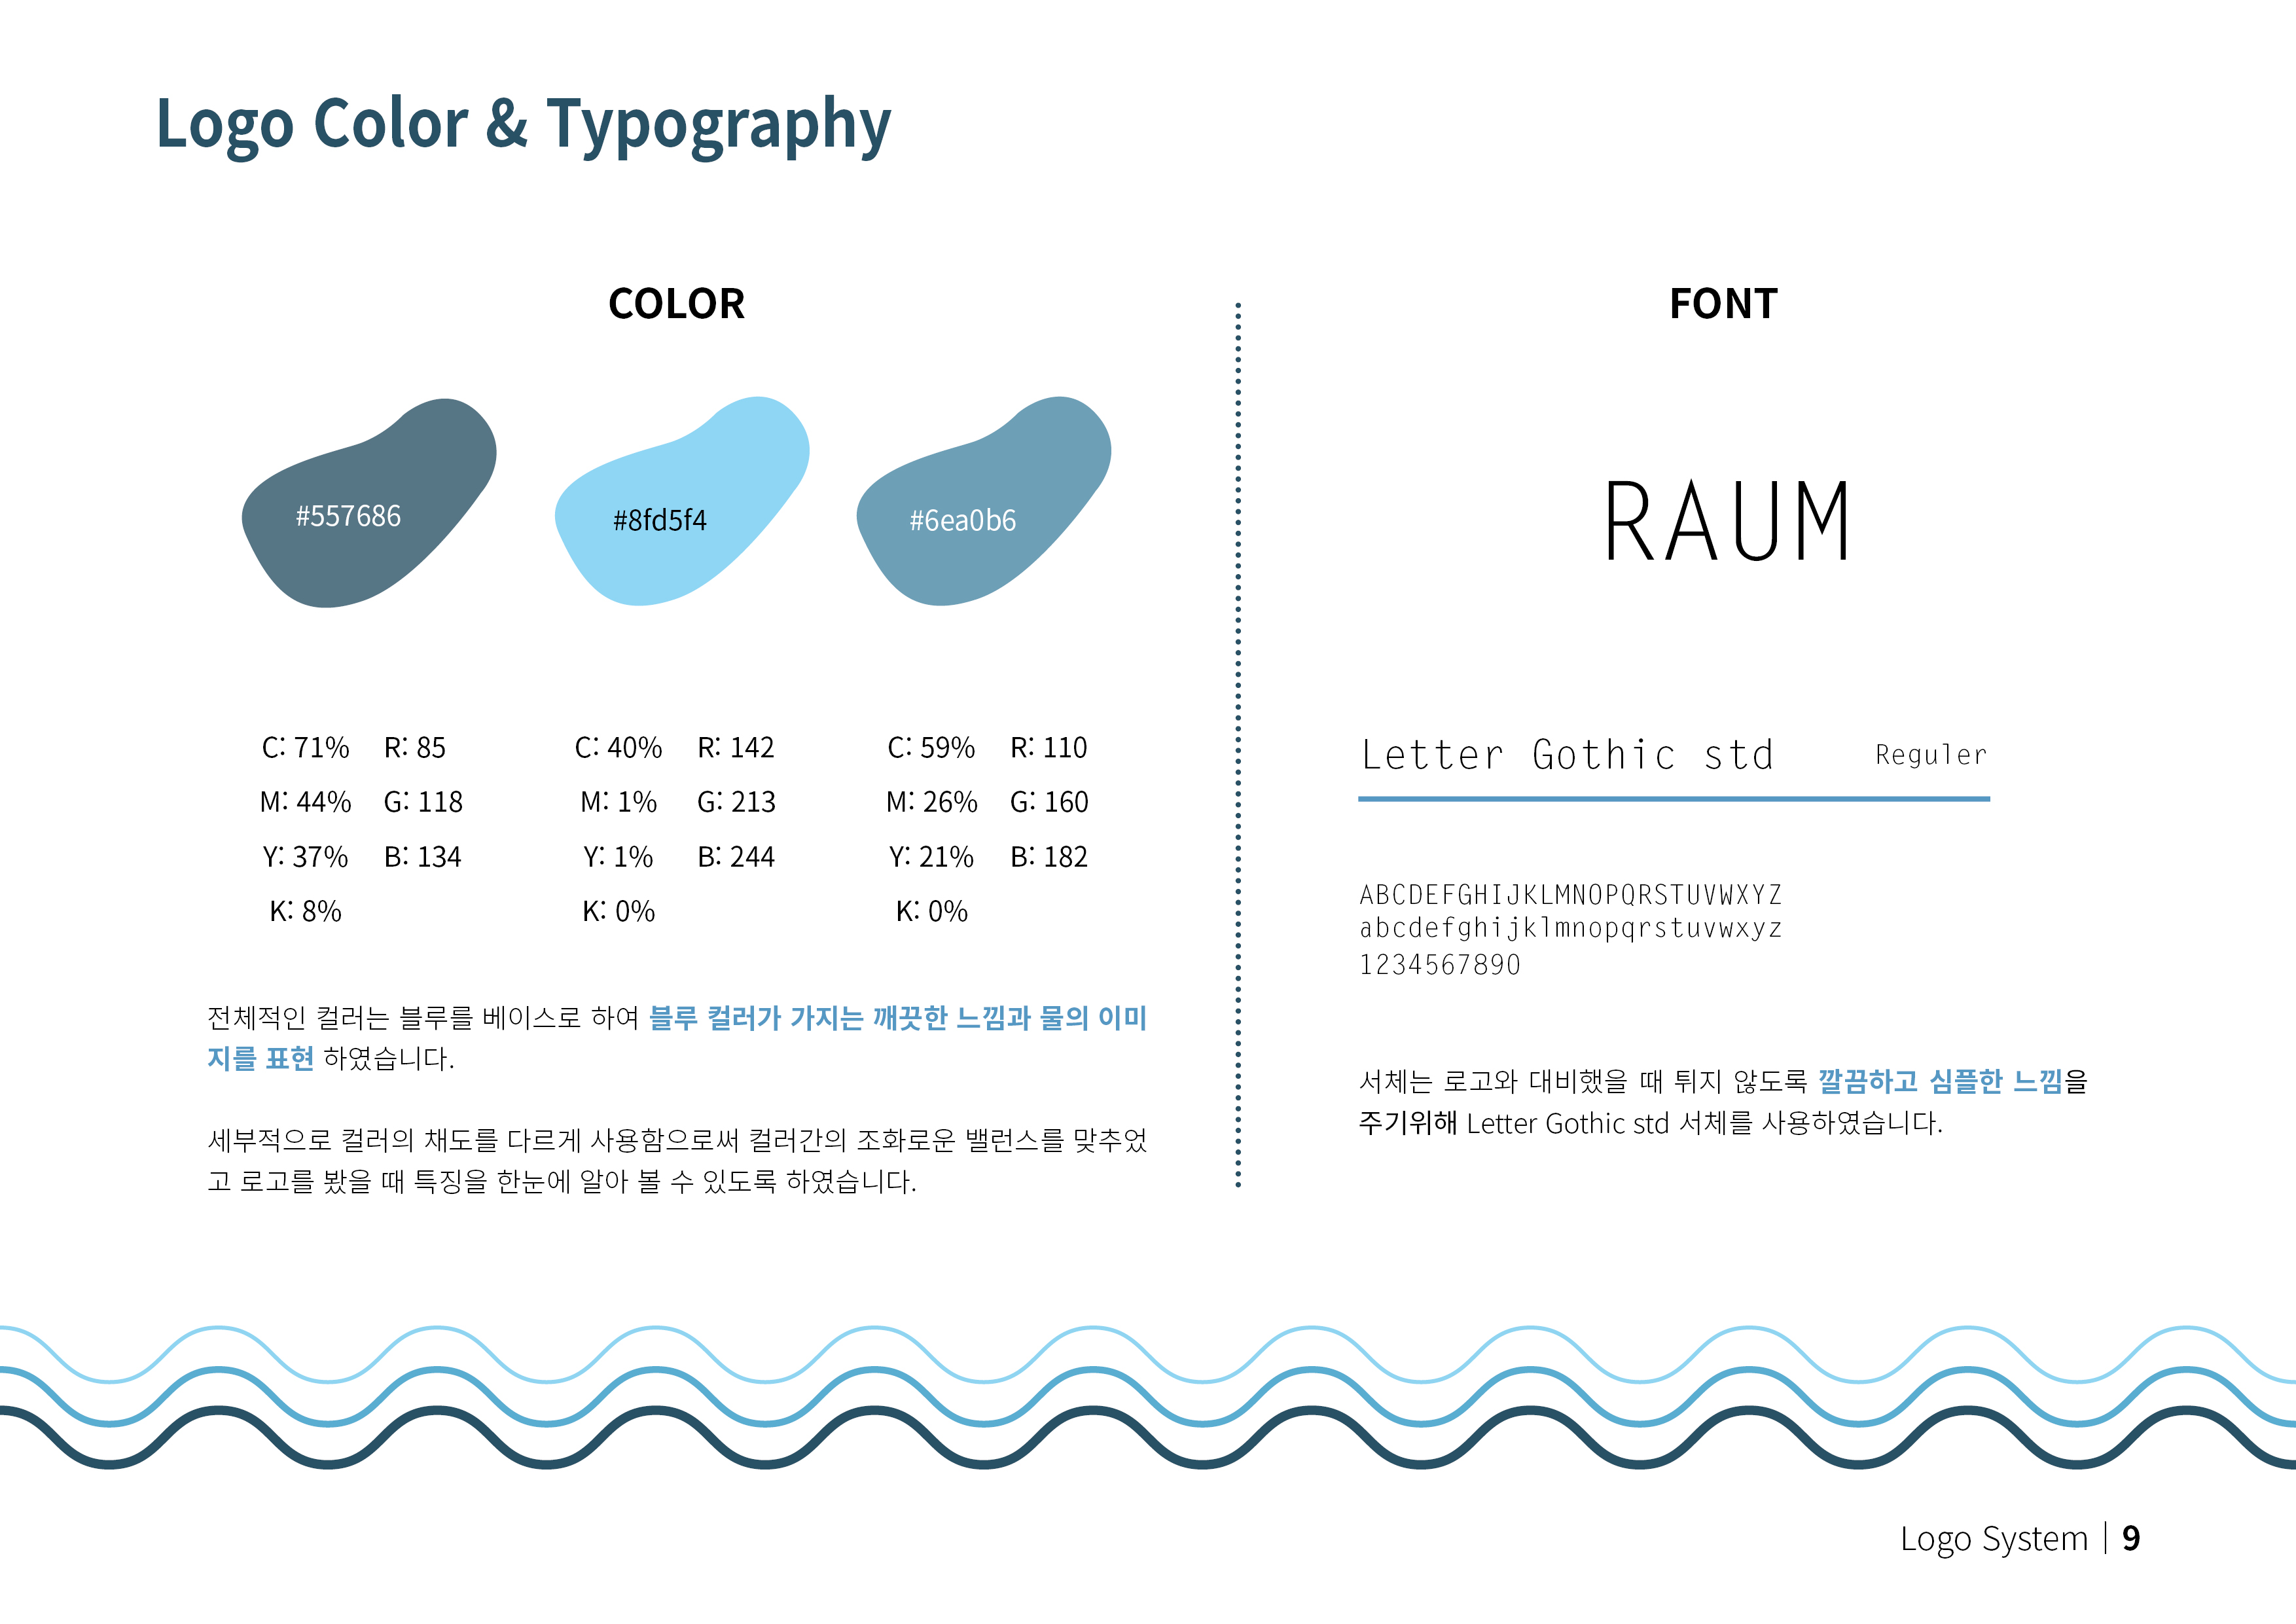 Logo Color & Typography
COLOR
#557686
#8fd5f4
#6ea0b6
C: 71% R: 85
M: 44% G: 118
Y: 37% B: 134
K: 8%
C: 40% R: 142
M: 1% G: 213
Y: 1% B: 244
K: 0%
C: 59% R: 110
M: 26% G: 160
Y: 21% B: 182
K: 0%
전체적인 컬러는 블루를 베이스로 하여 블루 컬러가 가지는 깨끗한 느낌과 물의 이미
지를 표현 하였습니다.
세부적으로 컬러의 채도를 다르게 사용함으로써 컬러간의 조화로운 밸런스를 맞추었
고 로고를 봤을 때 특징을 한눈에 알아 볼 수 있도록 하였습니다.
FONT
RAUM
Letter Gothic std Reguler
ABCDEFGHIJKLMNOPQRSTUVWXYZ
abcdefghijklmnopqrstuvwxyz
1234567890
서체는 로고와 대비했을 때 튀지 않도록 깔끔하고 심플한 느낌을
주기위해 Letter Gothic std 서체를 사용하였습니다.
Logo System | 9